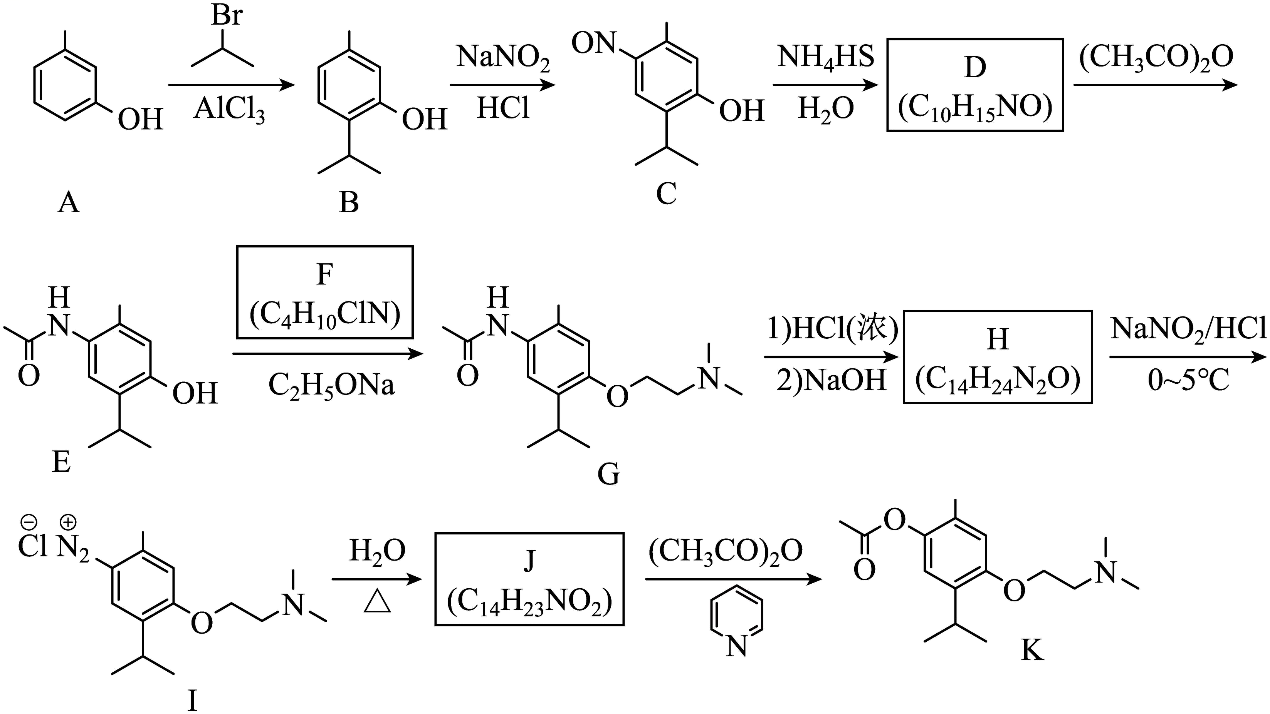 Br
OH
AlCl₃
A
OH
B
NaNO₂
HCl
ON
OH
C
NH₄HS
H₂O
D
(C₁₀H₁₅NO)
(CH₃CO)₂O
H
N
O
OH
E
F
(C₄H₁₀ClN)
C₂H₅ONa
H
N
O
O
N
G
1)HCl(浓)
2)NaOH
H
(C₁₄H₂₄N₂O)
NaNO₂/HCl
0~5℃
⊖ ⊕
Cl N₂
O
N
I
H₂O
△
J
(C₁₄H₂₃NO₂)
(CH₃CO)₂O
N
O
O
O
N
K